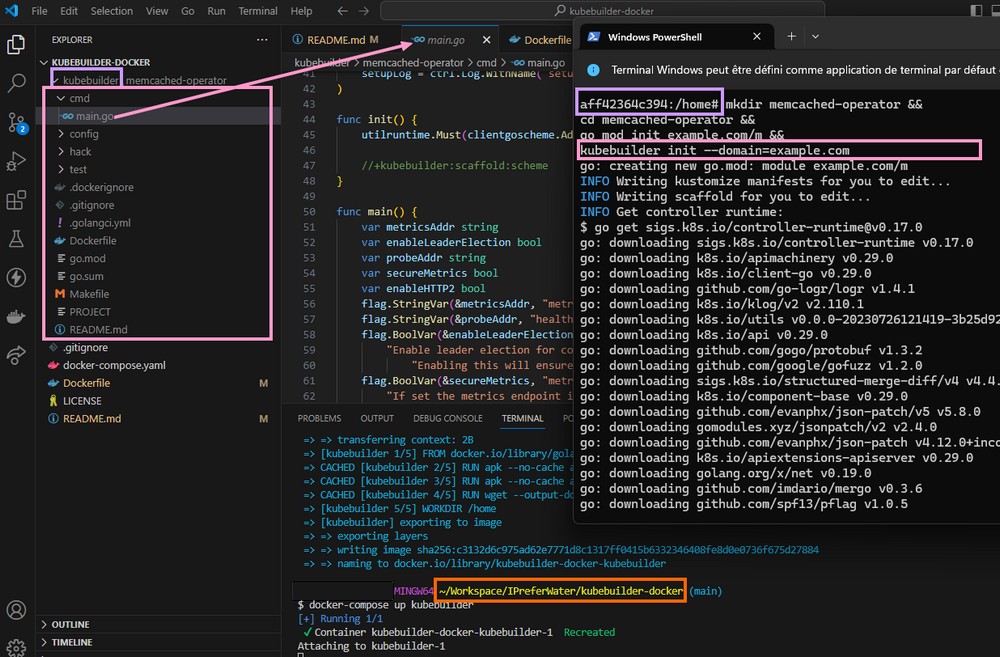 File Edit Selection View Go Run Terminal Help
kubebuilder-docker
EXPLORER
KUBEBUILDER-DOCKER
kubebuilder
memcached-operator
cmd
main.go
config
hack
test
.dockerignore
.gitignore
.golangci.yml
Dockerfile
go.mod
go.sum
Makefile
PROJECT
README.md
.gitignore
docker-compose.yaml
Dockerfile M
LICENSE
README.md M
OUTLINE
TIMELINE
2
README.md M
main.go
Dockerfile
kubebuilder > memcached-operator > cmd > main.go
41 setupLog = ctrl.Log.WithName( setu
42 )
43
44 func init() {
45 utilruntime.Must(clientgoscheme.Ad
46
47 //+kubebuilder:scaffold:scheme
48 }
49
50 func main() {
51 var metricsAddr string
52 var enableLeaderElection bool
53 var probeAddr string
54 var secureMetrics bool
55 var enableHTTP2 bool
56 flag.StringVar(&metricsAddr, "metr
57 flag.StringVar(&probeAddr, "health
58 flag.BoolVar(&enableLeaderElection
59 "Enable leader election for co
60 "Enabling this will ensure
61 flag.BoolVar(&secureMetrics, "metr
62 "If set the metrics endpoint i
PROBLEMS OUTPUT DEBUG CONSOLE TERMINAL PO
=> => transferring context: 2B
=> [kubebuilder 1/5] FROM docker.io/library/gola
=> CACHED [kubebuilder 2/5] RUN apk --no-cache a
=> CACHED [kubebuilder 3/5] RUN apk --no-cache a
=> CACHED [kubebuilder 4/5] RUN wget --output-do
=> [kubebuilder 5/5] WORKDIR /home
=> [kubebuilder] exporting to image
=> => exporting layers
=> => writing image sha256:c3132d6c975ad62e7771d8c1317ff0415b6332346408fe8d0e0736f675d27884
=> => naming to docker.io/library/kubebuilder-docker-kubebuilder
MINGW64 ~/Workspace/IPreferWater/kubebuilder-docker (main)
$ docker-compose up kubebuilder
[+] Running 1/1
✓Container kubebuilder-docker-kubebuilder-1 Recreated
Attaching to kubebuilder-1
Windows PowerShell
Terminal Windows peut être défini comme application de terminal par défaut
aff42364c394:/home# mkdir memcached-operator &&
cd memcached-operator &&
go mod init example.com/m &&
kubebuilder init --domain=example.com
go: creating new go.mod: module example.com/m
INFO Writing kustomize manifests for you to edit...
INFO Writing scaffold for you to edit...
INFO Get controller runtime:
$ go get sigs.k8s.io/controller-runtime@v0.17.0
go: downloading sigs.k8s.io/controller-runtime v0.17.0
go: downloading k8s.io/apimachinery v0.29.0
go: downloading k8s.io/client-go v0.29.0
go: downloading github.com/go-logr/logr v1.4.1
go: downloading k8s.io/klog/v2 v2.110.1
go: downloading k8s.io/utils v0.0.0-20230726121419-3b25d92
go: downloading k8s.io/api v0.29.0
go: downloading github.com/gogo/protobuf v1.3.2
go: downloading github.com/google/gofuzz v1.2.0
go: downloading sigs.k8s.io/structured-merge-diff/v4 v4.4.
go: downloading k8s.io/component-base v0.29.0
go: downloading github.com/evanphx/json-patch/v5 v5.8.0
go: downloading gomodules.xyz/jsonpatch/v2 v2.4.0
go: downloading github.com/evanphx/json-patch v4.12.0+inco
go: downloading k8s.io/apiextensions-apiserver v0.29.0
go: downloading golang.org/x/net v0.19.0
go: downloading github.com/imdario/mergo v0.3.6
go: downloading github.com/spf13/pflag v1.0.5